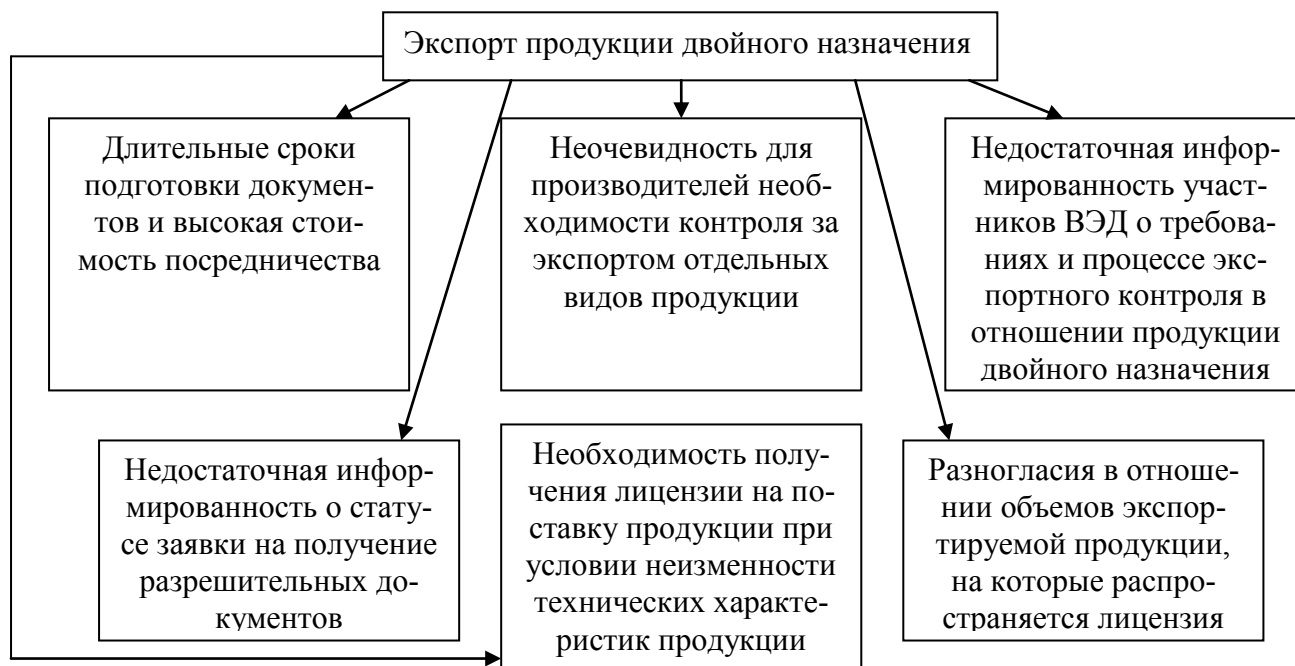 Экспорт продукции двойного назначения
Длительные сроки
подготовки докумен-
тов и высокая стои-
мость посредничества
Неочевидность для
производителей необ-
ходимости контроля за
экспортом отдельных
видов продукции
Недостаточная инфор-
мированность участ-
ников ВЭД о требова-
ниях и процессе экс-
портного контроля в
отношении продукции
двойного назначения
Недостаточная инфор-
мированность о стату-
се заявки на получение
разрешительных до-
кументов
Необходимость полу-
чения лицензии на по-
ставку продукции при
условии неизменности
технических характе-
ристик продукции
Разногласия в отноше-
нии объемов экспор-
тируемой продукции,
на которые распро-
страняется лицензия